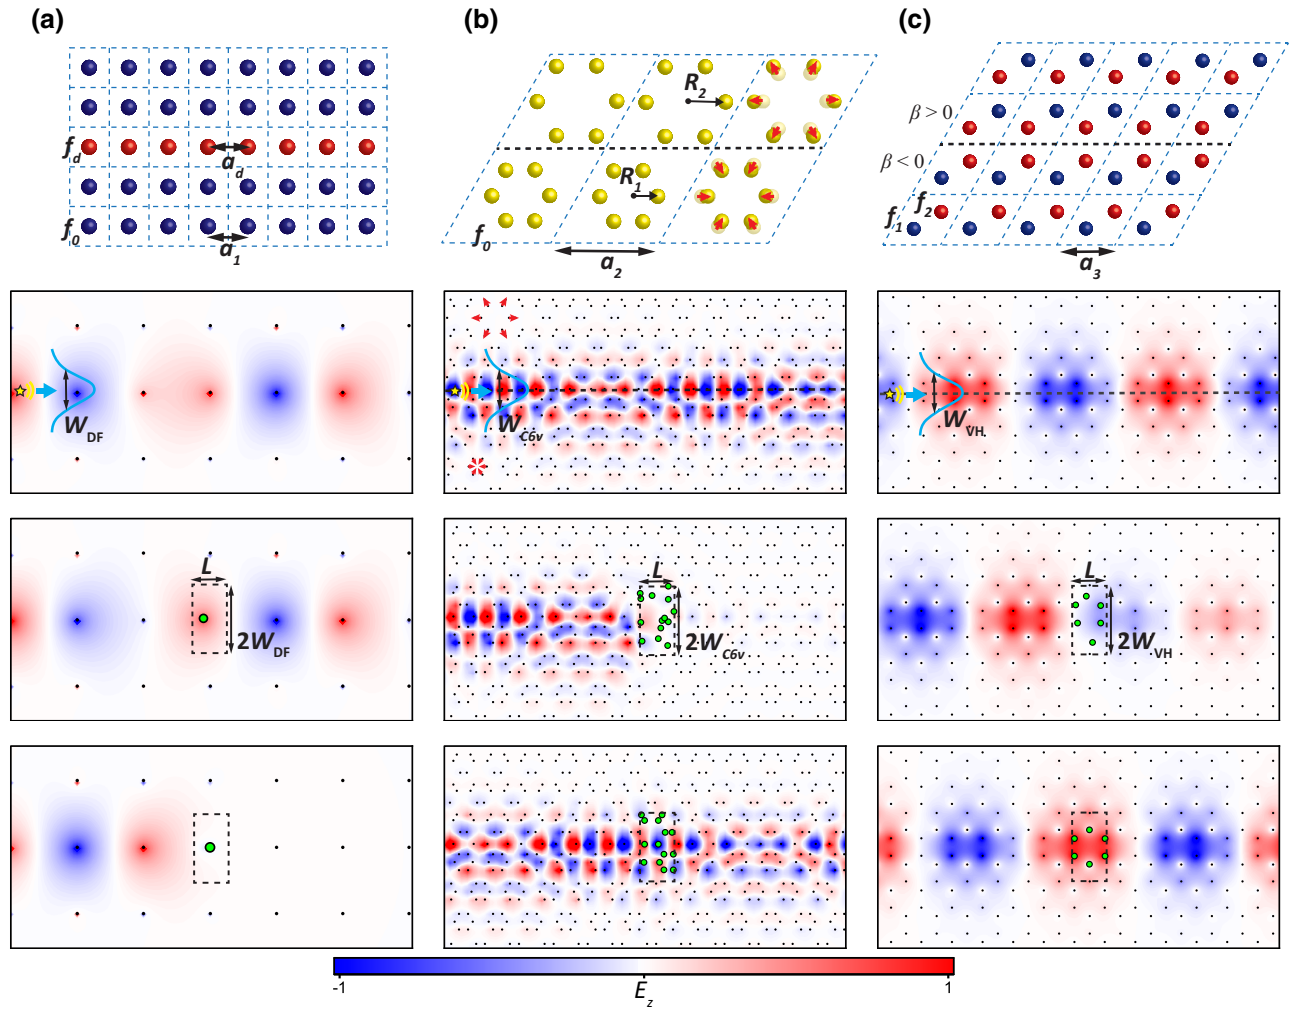 (a)
(b)
(c)
f_d
a_d
f_0
a_1
R_2
R_1
f_0
a_2
β > 0
β < 0
f_2
f_1
a_3
W_DF
W_C6v
W_VH
L
2W_DF
L
2W_C6v
L
2W_VH
-1
E_z
1